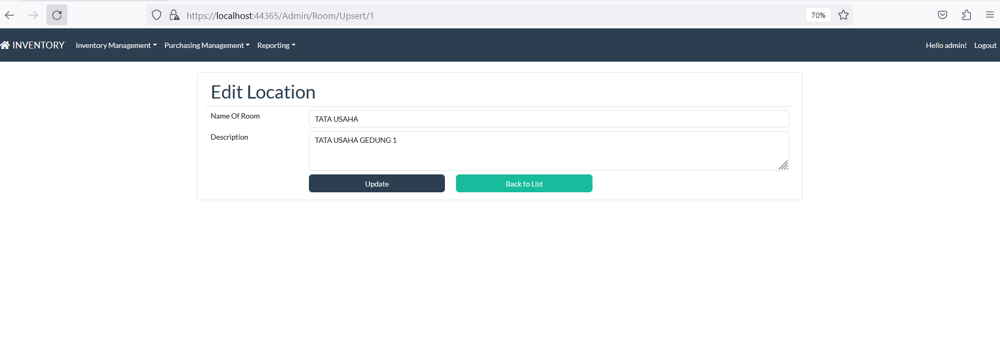 https://localhost:44365/Admin/Room/Upsert/1 70%
INVENTORY Inventory Management Purchasing Management Reporting Hello admin! Logout
Edit Location
Name Of Room TATA USAHA
Description TATA USAHA GEDUNG 1
Update Back to List